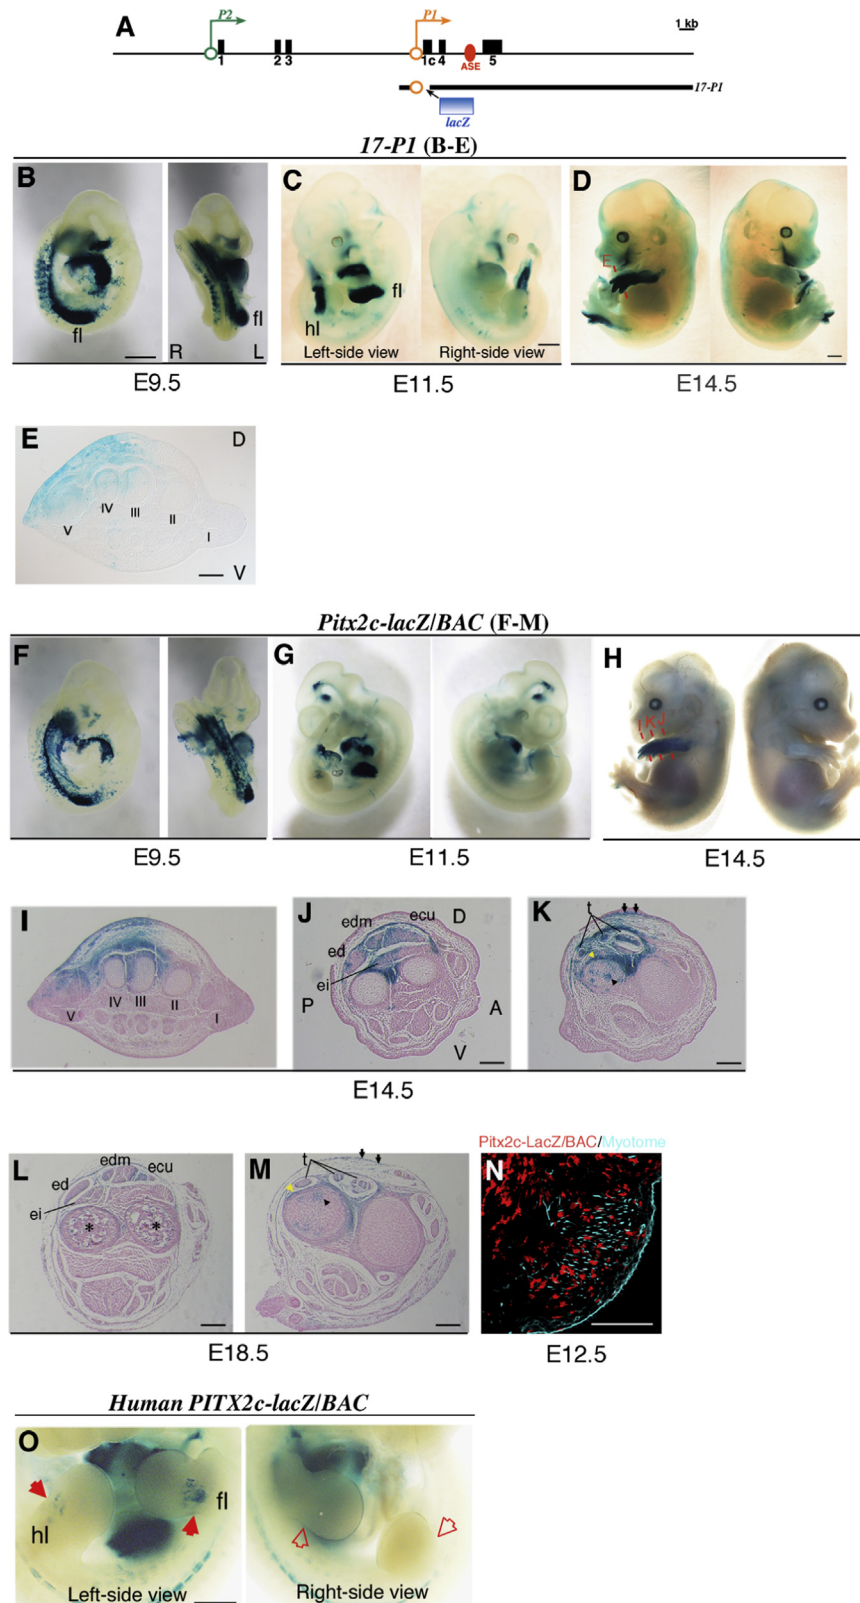 A
P2
P1
1 kb
1 2 3 1c 4 ASE 5
17-P1
lacZ
17-P1 (B-E)
B
fl
fl
R L
E9.5
C
fl
hl
Left-side view Right-side view
E11.5
D
E
E14.5
E
D
V IV III II I
V
Pitx2c-lacZ/BAC (F-M)
F
E9.5
G
E11.5
H
K J I
E14.5
I
V IV III II I
J
edm ecu D
ed
ei
P A
V
K
t
E14.5
L
edm
ed ecu
ei
* *
M
t
E18.5
Pitx2c-LacZ/BAC/Myotome
N
E12.5
Human PITX2c-lacZ/BAC
O
fl
hl
Left-side view Right-side view